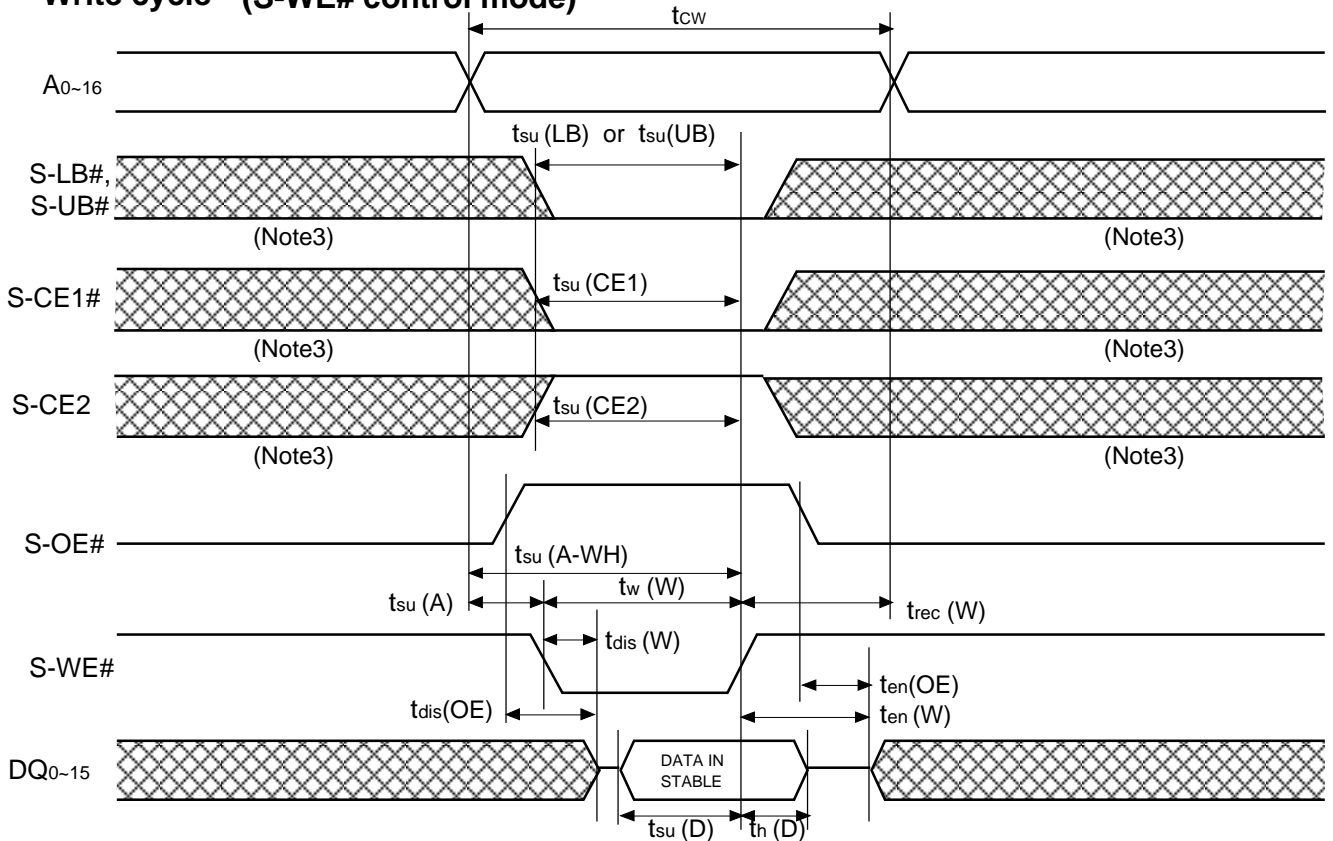 Write cycle (S-WE# control mode)
tCW
A0~16
tsu (LB) or tsu(UB)
S-LB#,
S-UB#
(Note3) (Note3)
S-CE1#
tsu (CE1)
(Note3) (Note3)
S-CE2
tsu (CE2)
(Note3) (Note3)
S-OE#
tsu (A-WH)
tsu (A) tw (W) trec (W)
S-WE#
tdis (W)
ten(OE)
tdis(OE) ten (W)
DQ0~15
DATA IN
STABLE
tsu (D) th (D)